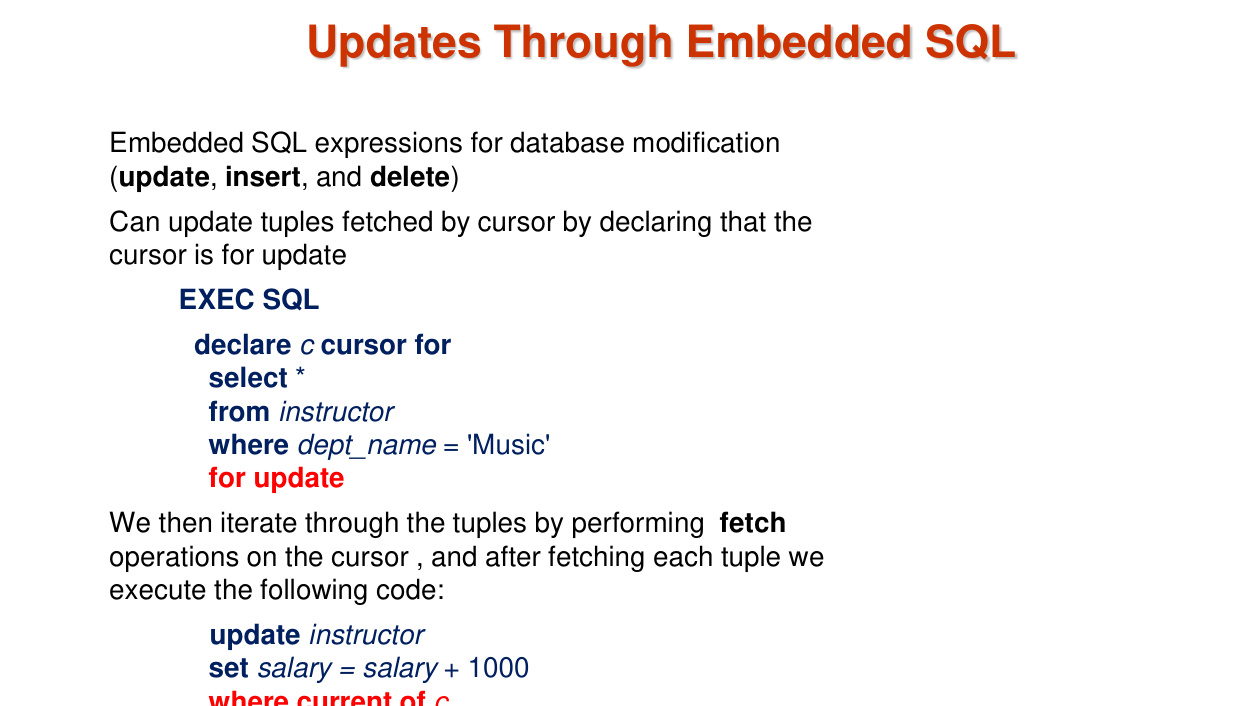 Updates Through Embedded SQL
Embedded SQL expressions for database modification
(update, insert, and delete)
Can update tuples fetched by cursor by declaring that the
cursor is for update
EXEC SQL
declare c cursor for
select *
from instructor
where dept_name = 'Music'
for update
We then iterate through the tuples by performing  fetch
operations on the cursor , and after fetching each tuple we
execute the following code:
update instructor
set salary = salary + 1000
where current of c